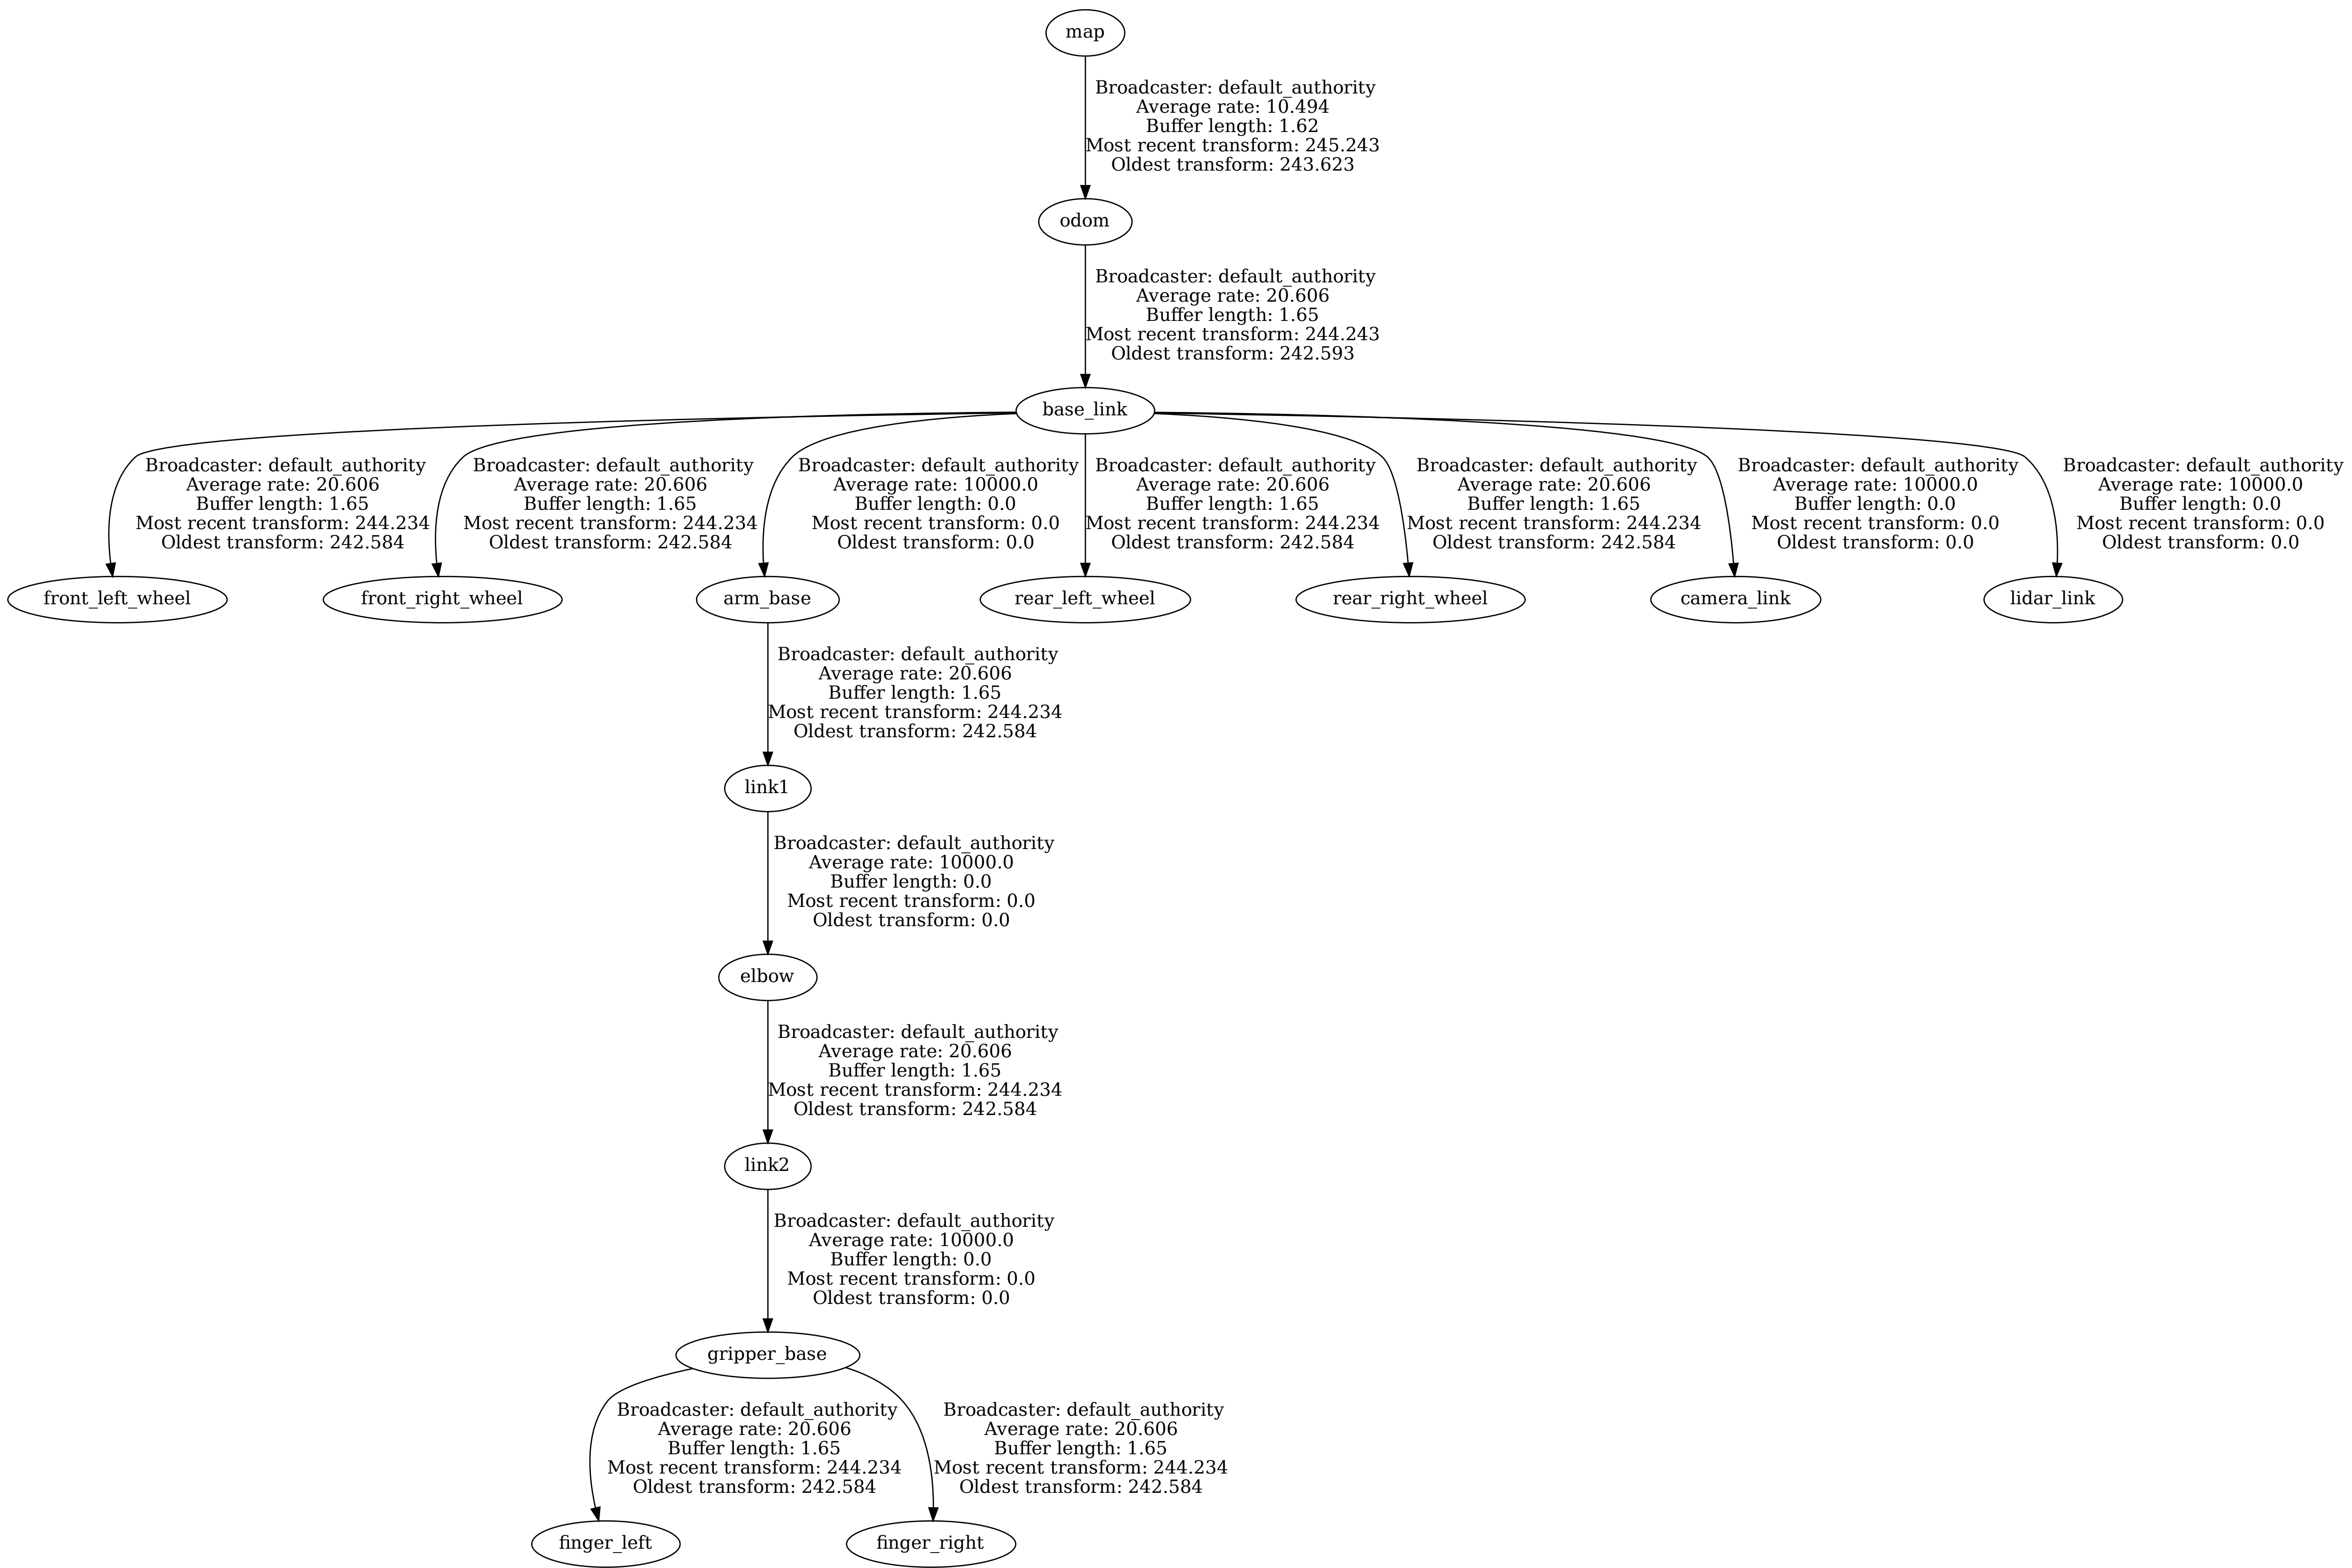 map
Broadcaster: default_authority
Average rate: 10.494
Buffer length: 1.62
Most recent transform: 245.243
Oldest transform: 243.623
odom
Broadcaster: default_authority
Average rate: 20.606
Buffer length: 1.65
Most recent transform: 244.243
Oldest transform: 242.593
base_link
Broadcaster: default_authority
Average rate: 20.606
Buffer length: 1.65
Most recent transform: 244.234
Oldest transform: 242.584
Broadcaster: default_authority
Average rate: 20.606
Buffer length: 1.65
Most recent transform: 244.234
Oldest transform: 242.584
Broadcaster: default_authority
Average rate: 10000.0
Buffer length: 0.0
Most recent transform: 0.0
Oldest transform: 0.0
Broadcaster: default_authority
Average rate: 20.606
Buffer length: 1.65
Most recent transform: 244.234
Oldest transform: 242.584
Broadcaster: default_authority
Average rate: 20.606
Buffer length: 1.65
Most recent transform: 244.234
Oldest transform: 242.584
Broadcaster: default_authority
Average rate: 10000.0
Buffer length: 0.0
Most recent transform: 0.0
Oldest transform: 0.0
Broadcaster: default_authority
Average rate: 10000.0
Buffer length: 0.0
Most recent transform: 0.0
Oldest transform: 0.0
front_left_wheel
front_right_wheel
arm_base
rear_left_wheel
rear_right_wheel
camera_link
lidar_link
Broadcaster: default_authority
Average rate: 20.606
Buffer length: 1.65
Most recent transform: 244.234
Oldest transform: 242.584
link1
Broadcaster: default_authority
Average rate: 10000.0
Buffer length: 0.0
Most recent transform: 0.0
Oldest transform: 0.0
elbow
Broadcaster: default_authority
Average rate: 20.606
Buffer length: 1.65
Most recent transform: 244.234
Oldest transform: 242.584
link2
Broadcaster: default_authority
Average rate: 10000.0
Buffer length: 0.0
Most recent transform: 0.0
Oldest transform: 0.0
gripper_base
Broadcaster: default_authority
Average rate: 20.606
Buffer length: 1.65
Most recent transform: 244.234
Oldest transform: 242.584
Broadcaster: default_authority
Average rate: 20.606
Buffer length: 1.65
Most recent transform: 244.234
Oldest transform: 242.584
finger_left
finger_right